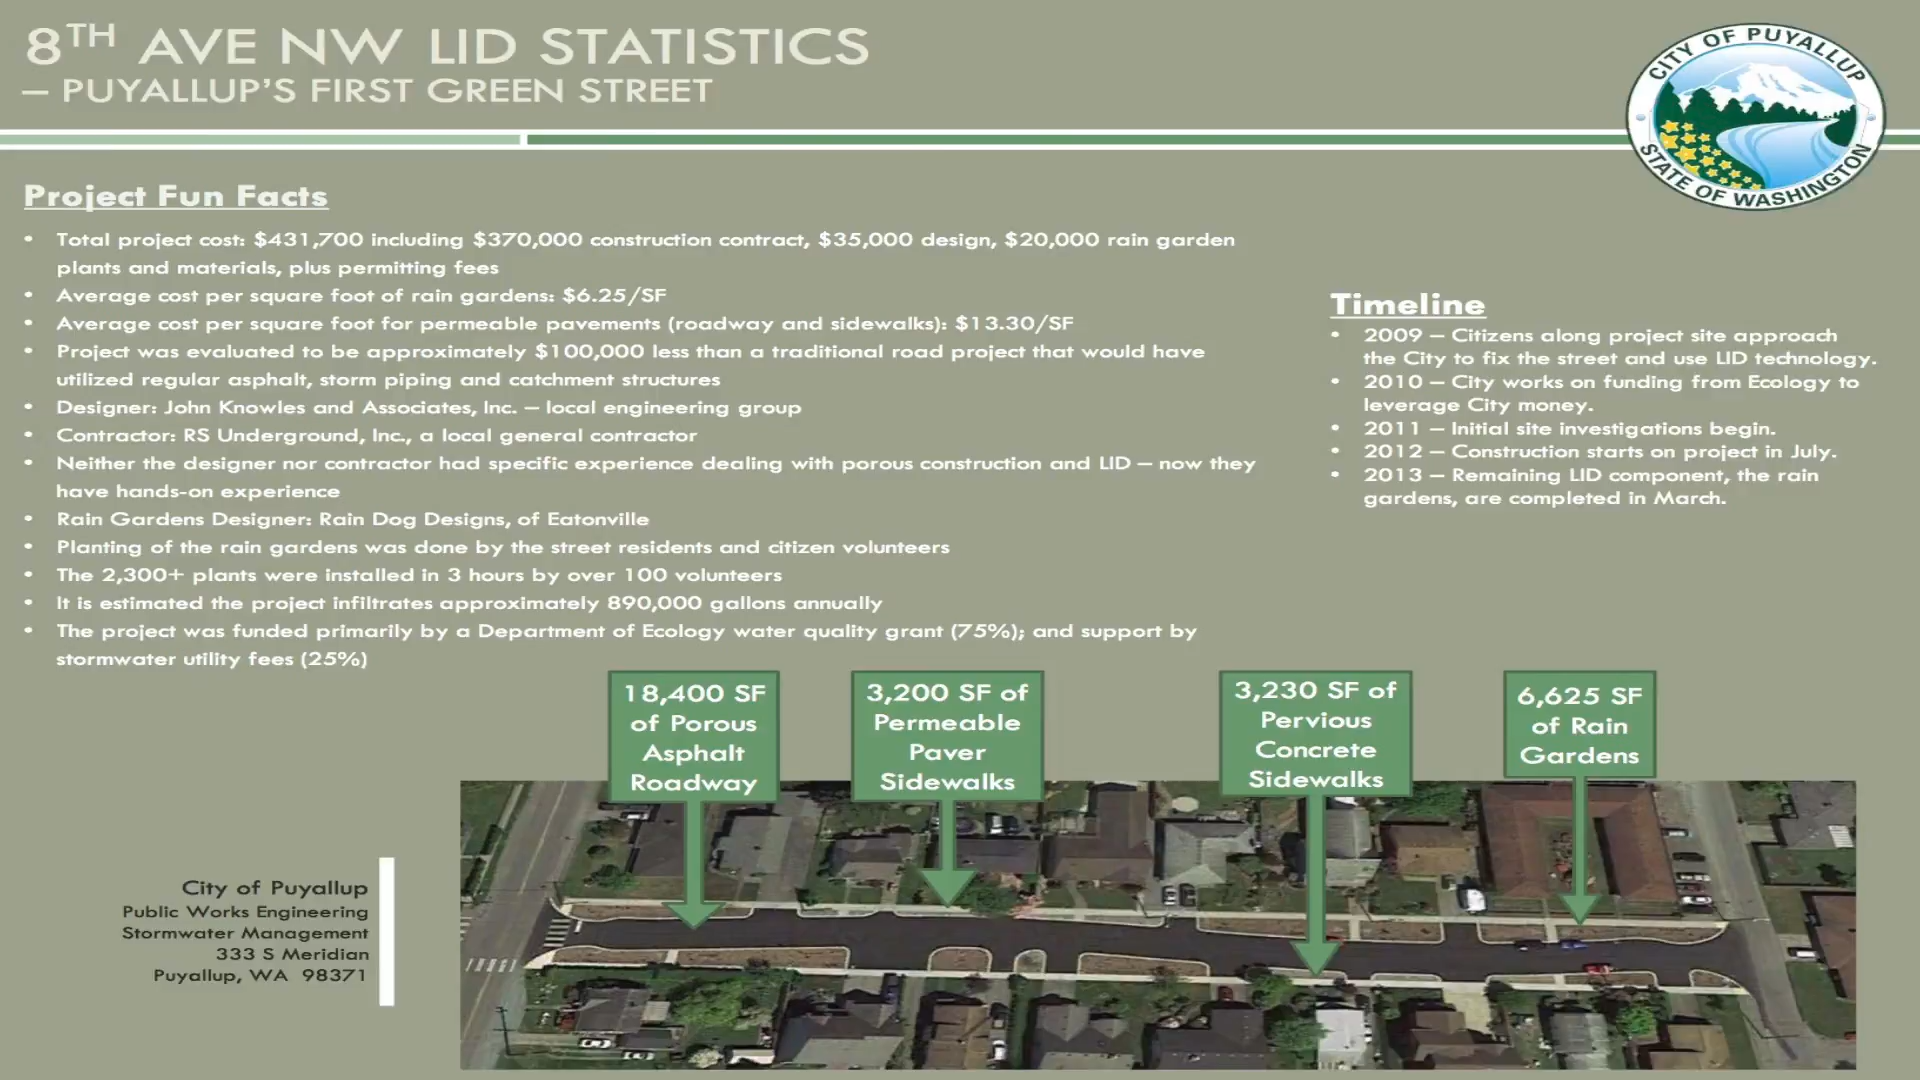 8TH AVE NW LID STATISTICS
– PUYALLUP'S FIRST GREEN STREET
CITY OF PUYALLUP
STATE OF WASHINGTON
Project Fun Facts
• Total project cost: $431,700 including $370,000 construction contract, $35,000 design, $20,000 rain garden
plants and materials, plus permitting fees
• Average cost per square foot of rain gardens: $6.25/SF
• Average cost per square foot for permeable pavements (roadway and sidewalks): $13.30/SF
• Project was evaluated to be approximately $100,000 less than a traditional road project that would have
utilized regular asphalt, storm piping and catchment structures
• Designer: John Knowles and Associates, Inc. – local engineering group
• Contractor: RS Underground, Inc., a local general contractor
• Neither the designer nor contractor had specific experience dealing with porous construction and LID – now they
have hands-on experience
• Rain Gardens Designer: Rain Dog Designs, of Eatonville
• Planting of the rain gardens was done by the street residents and citizen volunteers
• The 2,300+ plants were installed in 3 hours by over 100 volunteers
• It is estimated the project infiltrates approximately 890,000 gallons annually
• The project was funded primarily by a Department of Ecology water quality grant (75%); and support by
stormwater utility fees (25%)
Timeline
• 2009 – Citizens along project site approach
the City to fix the street and use LID technology.
• 2010 – City works on funding from Ecology to
leverage City money.
• 2011 – Initial site investigations begin.
• 2012 – Construction starts on project in July.
• 2013 – Remaining LID component, the rain
gardens, are completed in March.
18,400 SF
of Porous
Asphalt
Roadway
3,200 SF of
Permeable
Paver
Sidewalks
3,230 SF of
Pervious
Concrete
Sidewalks
6,625 SF
of Rain
Gardens
City of Puyallup
Public Works Engineering
Stormwater Management
333 S Meridian
Puyallup, WA 98371